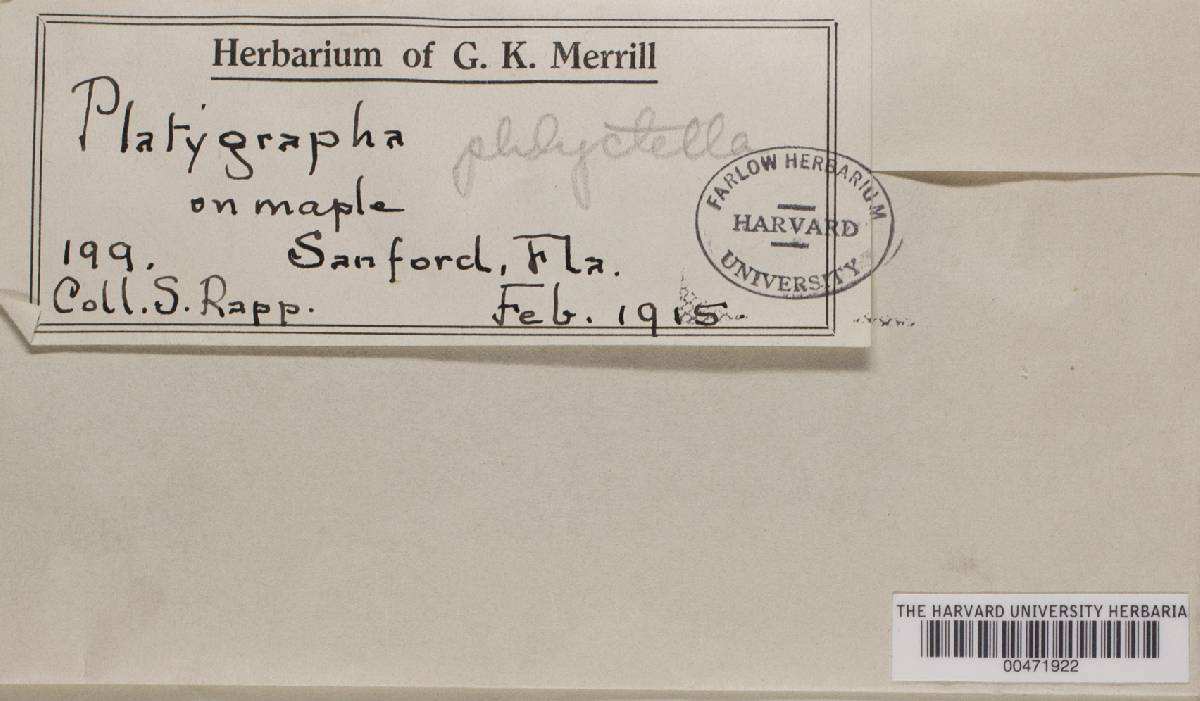 Herbarium of G. K. Merrill
Platygrapha phlyctella
on maple
199. Sanford, Fla.
Coll. S. Rapp. Feb. 1915
FARLOW HERBARIUM
HARVARD
UNIVERSITY
THE HARVARD UNIVERSITY HERBARIA
00471922